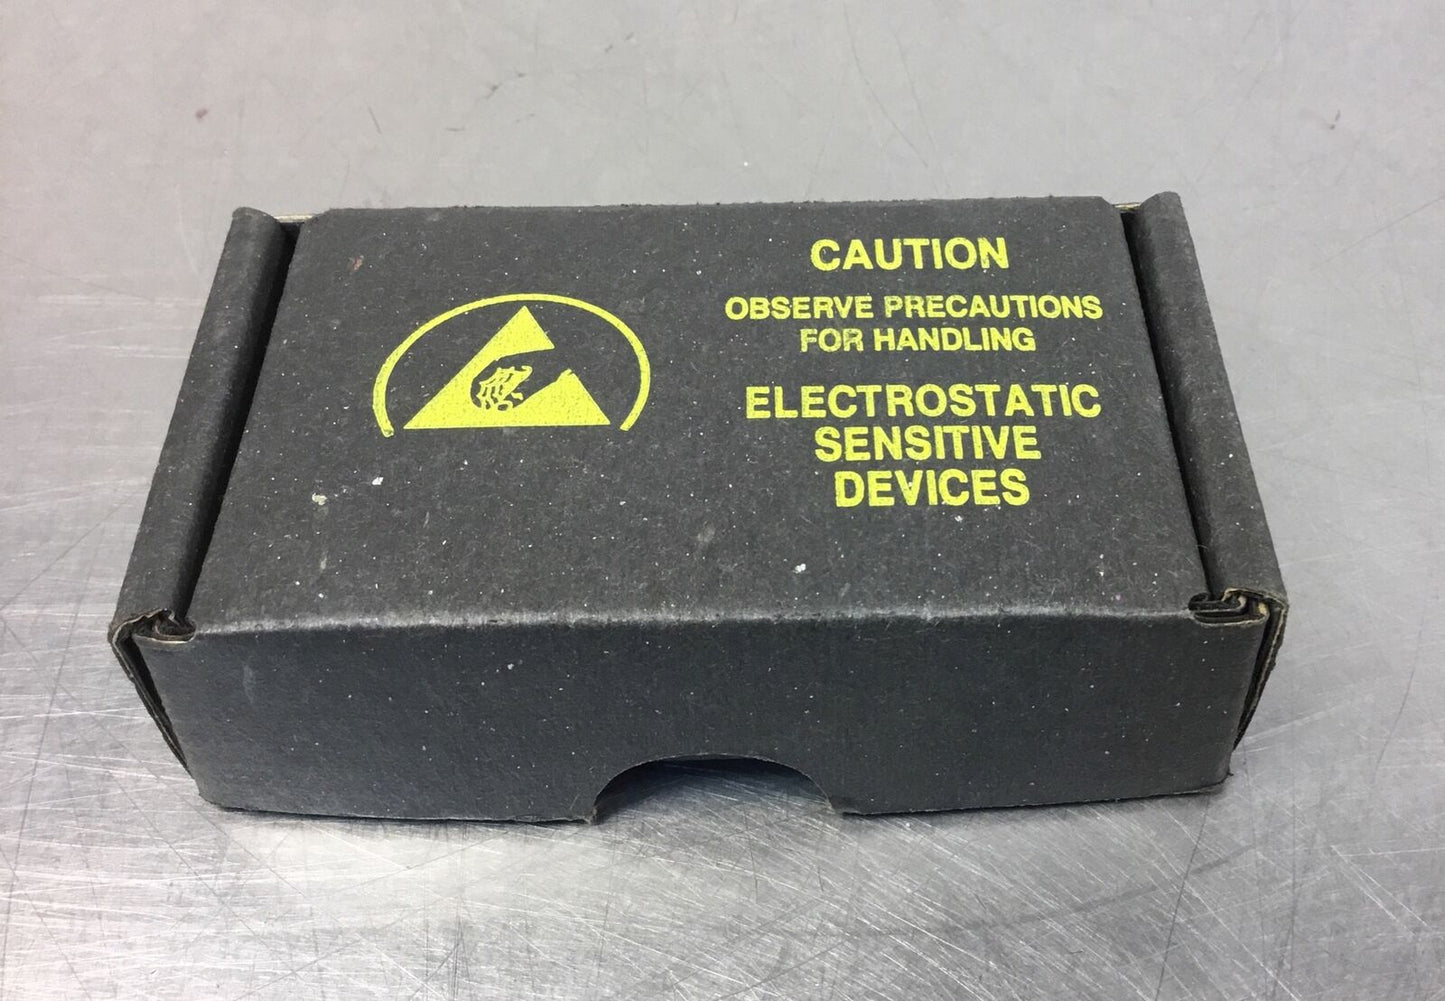 CAUTION
OBSERVE PRECAUTIONS
FOR HANDLING
ELECTROSTATIC
SENSITIVE
DEVICES